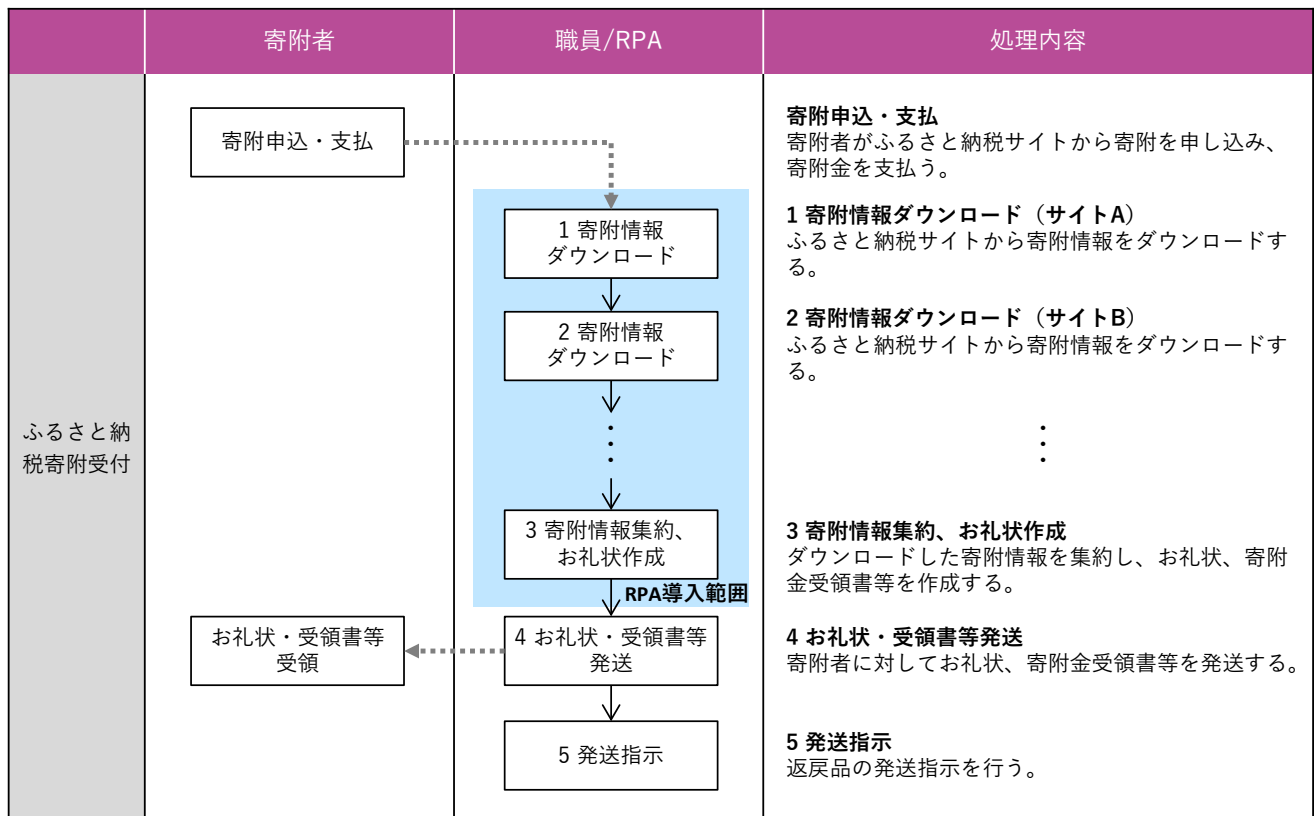 寄附者
職員/RPA
処理内容
ふるさと納
税寄附受付
寄附申込・支払
寄附申込・支払
寄附者がふるさと納税サイトから寄附を申し込み、
寄附金を支払う。
1 寄附情報
ダウンロード
1 寄附情報ダウンロード（サイトA）
ふるさと納税サイトから寄附情報をダウンロードす
る。
2 寄附情報
ダウンロード
2 寄附情報ダウンロード（サイトB）
ふるさと納税サイトから寄附情報をダウンロードす
る。
・・・
・・・
3 寄附情報集約、
お礼状作成
RPA導入範囲
3 寄附情報集約、お礼状作成
ダウンロードした寄附情報を集約し、お礼状、寄附
金受領書等を作成する。
お礼状・受領書等
受領
4 お礼状・受領書等
発送
4 お礼状・受領書等発送
寄附者に対してお礼状、寄附金受領書等を発送する。
5 発送指示
5 発送指示
返戻品の発送指示を行う。